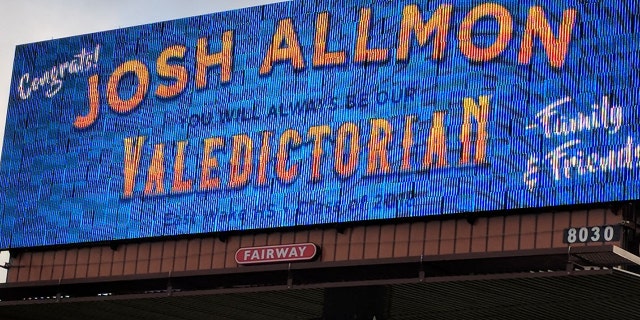 Congrats!
JOSH ALLMON
YOU WILL ALWAYS BE OUR
VALEDICTORIAN
-Family
& Friends
East Wake HS Class of
FAIRWAY
8030